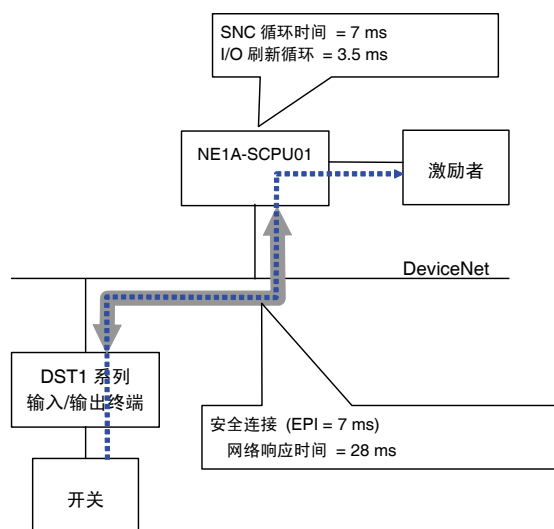 SNC 循环时间 = 7 ms
I/O 刷新循环 = 3.5 ms
NE1A-SCPU01
激励者
DeviceNet
DST1 系列
输入/输出终端
安全连接 (EPI = 7 ms)
网络响应时间 = 28 ms
开关